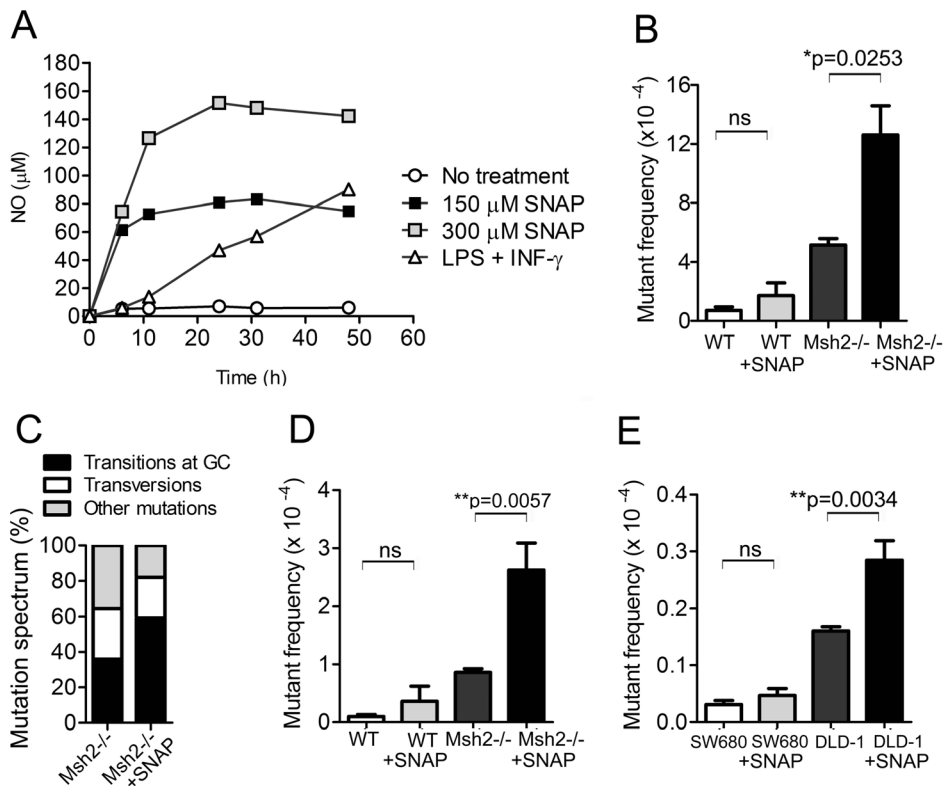 A
NO (μM)
180
160
140
120
100
80
60
40
20
0
0
10
20
30
40
50
60
Time (h)
No treatment
150 μM SNAP
300 μM SNAP
LPS + INF-γ
B
Mutant frequency (x10 -4)
16
12
8
4
0
ns
*p=0.0253
WT
WT
+SNAP
Msh2-/-
Msh2-/-
+SNAP
C
Transitions at GC
Transversions
Other mutations
Mutation spectrum (%)
100
80
60
40
20
0
Msh2-/-
Msh2-/-
+SNAP
D
Mutant frequency (x 10 -4)
4
3
2
1
0
ns
**p=0.0057
WT
WT
+SNAP
Msh2-/-
Msh2-/-
+SNAP
E
Mutant frequency (x 10 -4)
0.4
0.3
0.2
0.1
0.0
ns
**p=0.0034
SW680
SW680
+SNAP
DLD-1
DLD-1
+SNAP